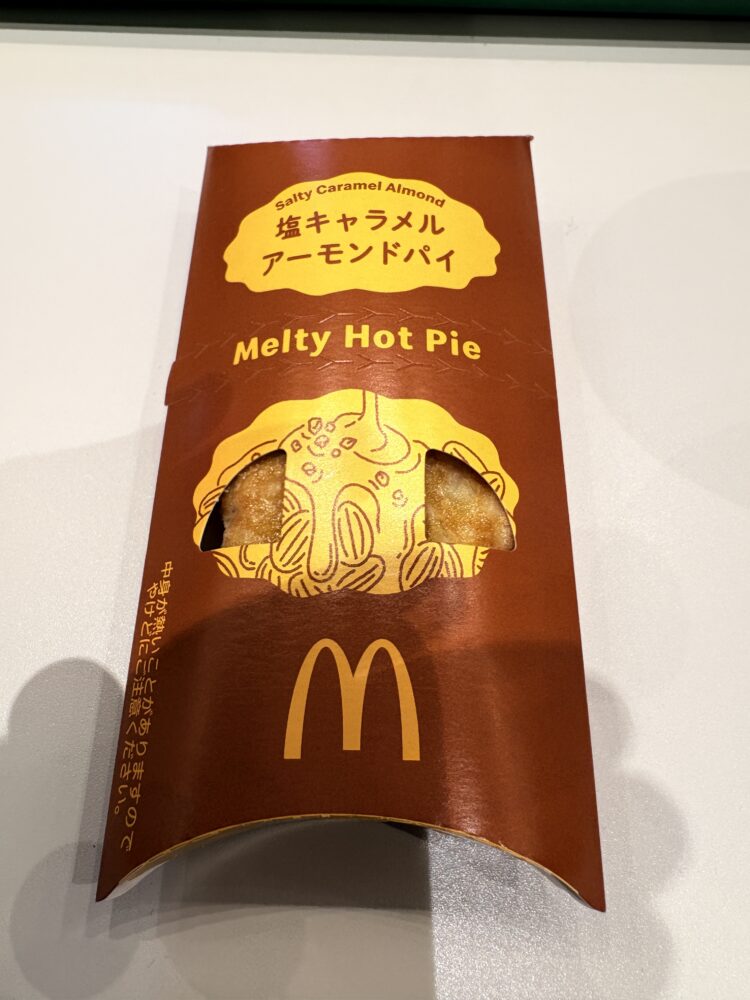 Salty Caramel Almond
塩キャラメル
アーモンドパイ
Melty Hot Pie
中身が熱いことがありますので
やけどにご注意ください。